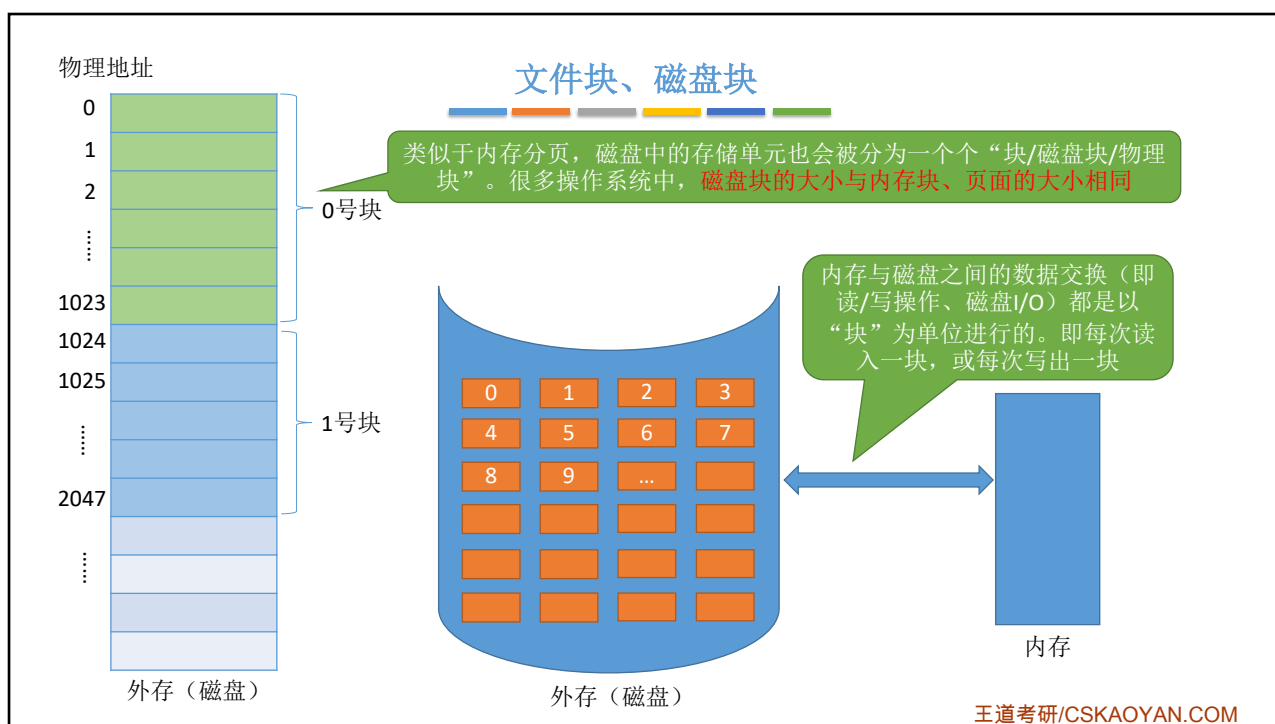 文件块、磁盘块
物理地址
0
1
2
……
1023
1024
1025
……
2047
……
0号块
1号块
外存（磁盘）
类似于内存分页，磁盘中的存储单元也会被分为一个个“块/磁盘块/物理
块”。很多操作系统中，磁盘块的大小与内存块、页面的大小相同
内存与磁盘之间的数据交换（即
读/写操作、磁盘I/O）都是以
“块”为单位进行的。即每次读
入一块，或每次写出一块
0 1 2 3
4 5 6 7
8 9 …
外存（磁盘）
内存
王道考研/CSKAOYAN.COM